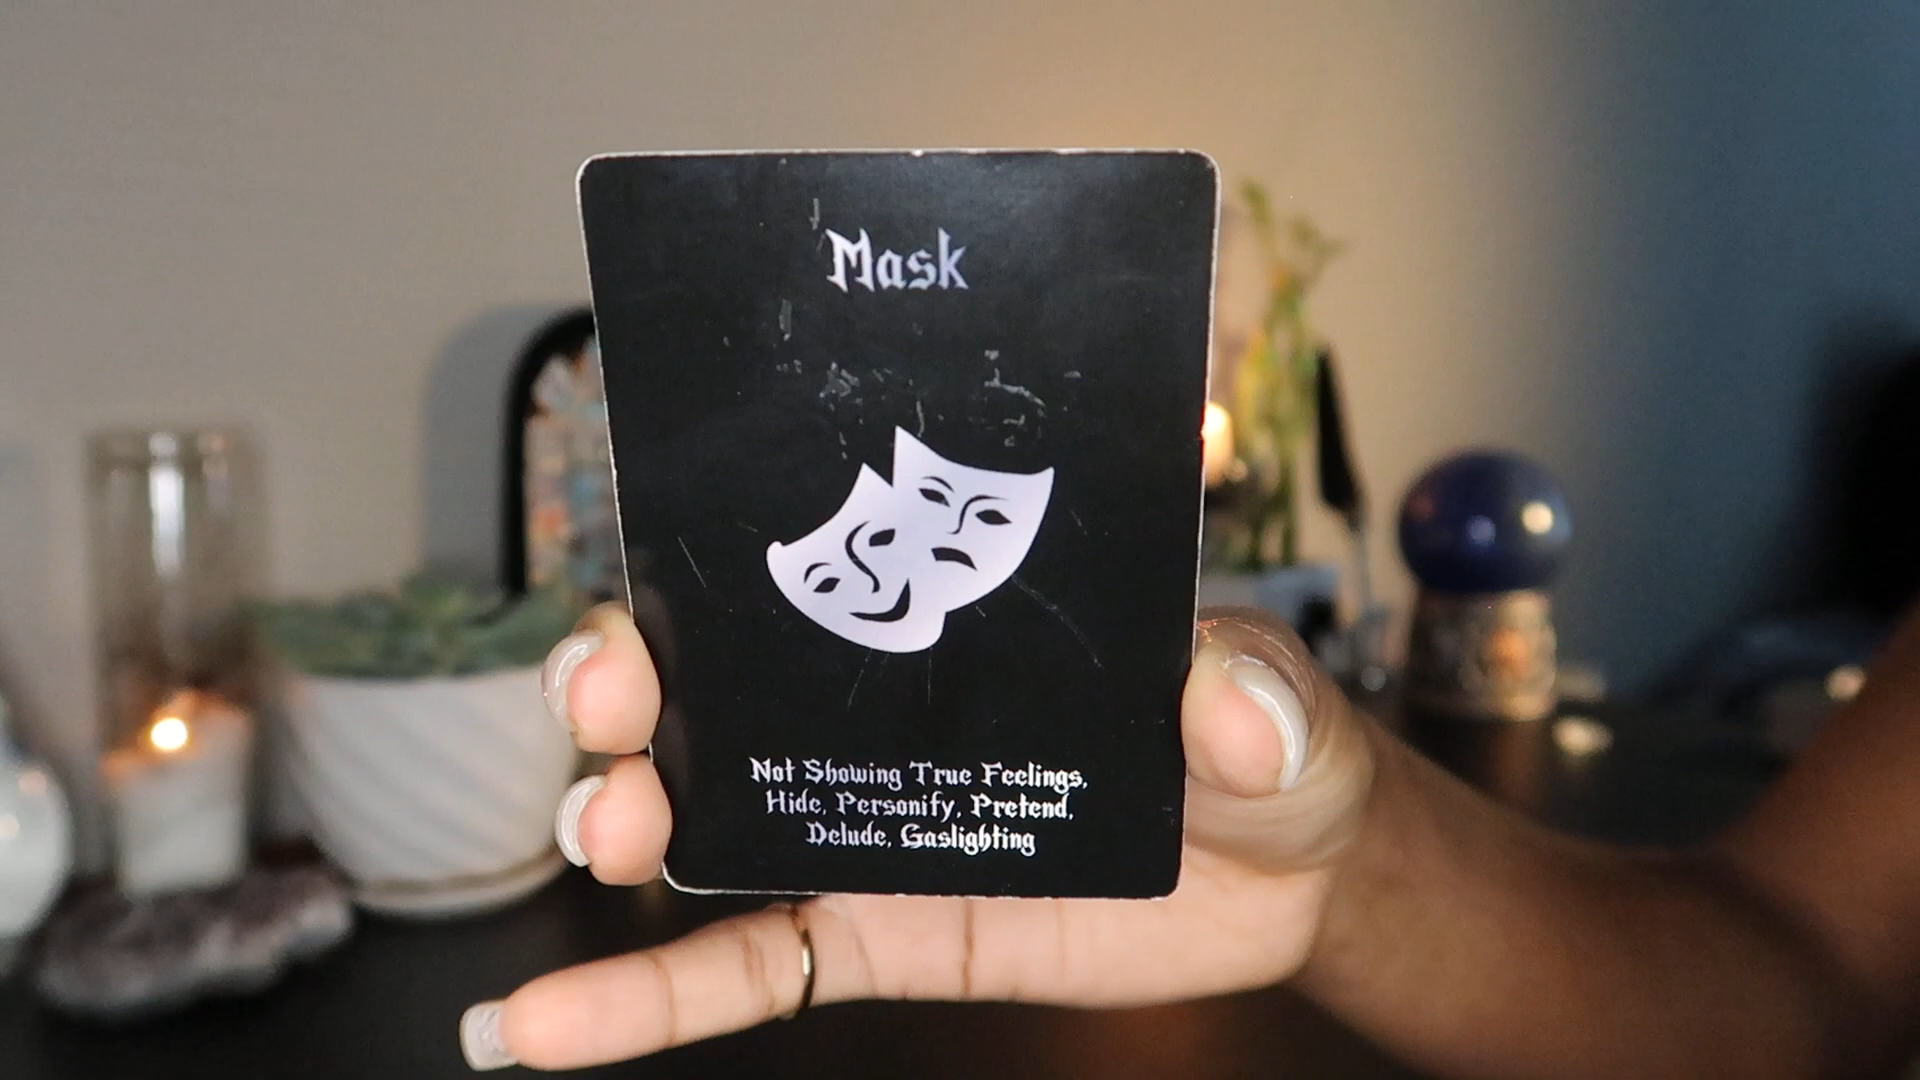 Mask
Not Showing True Feelings,
Hide, Personify, Pretend,
Delude, Gaslighting